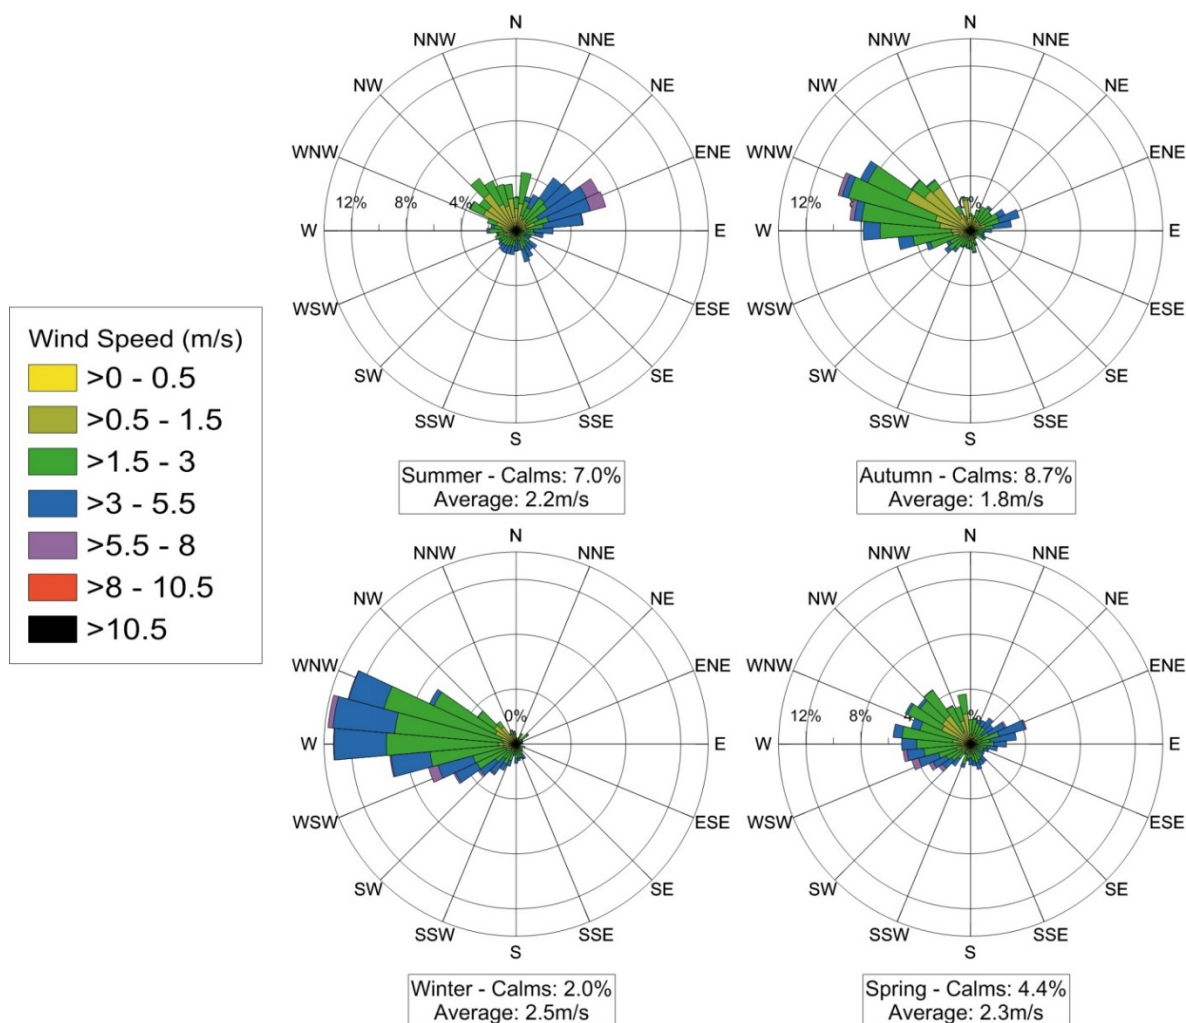 N
NNW
NNE
NW
NE
WNW
ENE
12%
8%
4%
W
E
WSW
ESE
SW
SE
SSW
SSE
S
Summer - Calms: 7.0%
Average: 2.2m/s
N
NNW
NNE
NW
NE
WNW
ENE
12%
W
E
WSW
ESE
SW
SE
SSW
SSE
S
Autumn - Calms: 8.7%
Average: 1.8m/s
Wind Speed (m/s)
>0 - 0.5
>0.5 - 1.5
>1.5 - 3
>3 - 5.5
>5.5 - 8
>8 - 10.5
>10.5
N
NNW
NNE
NW
NE
WNW
ENE
0%
W
E
WSW
ESE
SW
SE
SSW
SSE
S
Winter - Calms: 2.0%
Average: 2.5m/s
N
NNW
NNE
NW
NE
WNW
ENE
12%
8%
W
E
WSW
ESE
SW
SE
SSW
SSE
S
Spring - Calms: 4.4%
Average: 2.3m/s